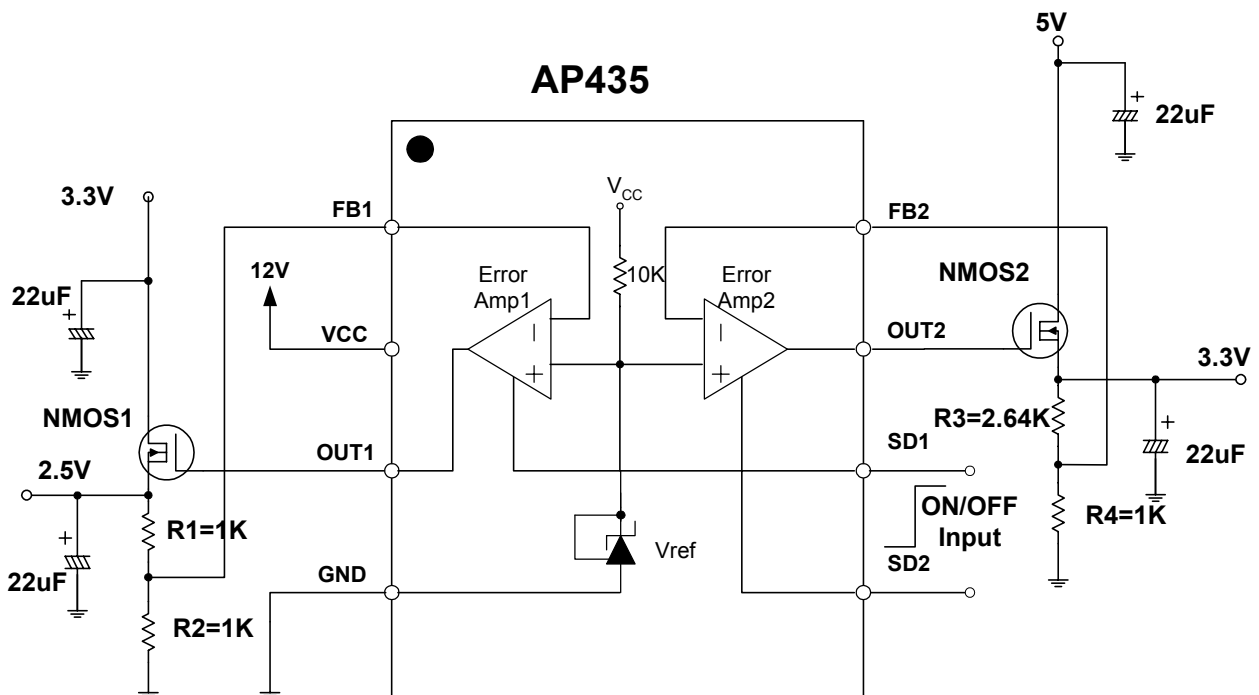 5V
AP435
22uF
3.3V
VCC
FB1
FB2
12V
10K
NMOS2
Error
Amp1
Error
Amp2
22uF
VCC
OUT2
3.3V
NMOS1
R3=2.64K
OUT1
SD1
2.5V
22uF
ON/OFF
Input
R1=1K
R4=1K
Vref
SD2
22uF
GND
R2=1K